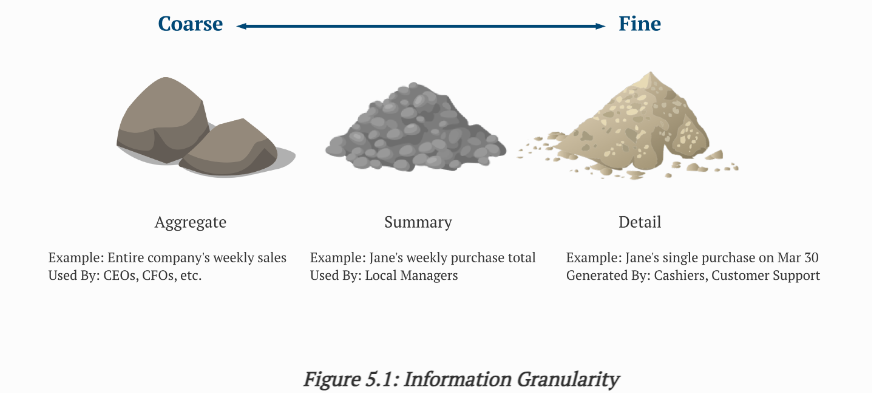 Coarse Fine
Aggregate Summary Detail
Example: Entire company's weekly sales
Used By: CEOs, CFOs, etc.
Example: Jane's weekly purchase total
Used By: Local Managers
Example: Jane's single purchase on Mar 30
Generated By: Cashiers, Customer Support
Figure 5.1: Information Granularity